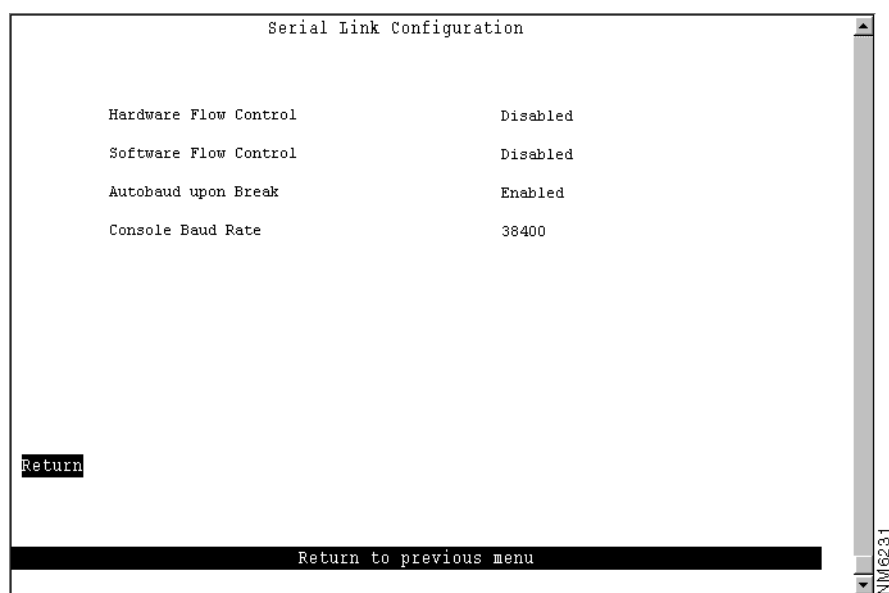 Serial Link Configuration
Hardware Flow Control Disabled
Software Flow Control Disabled
Autobaud upon Break Enabled
Console Baud Rate 38400
Return
Return to previous menu
NM6231